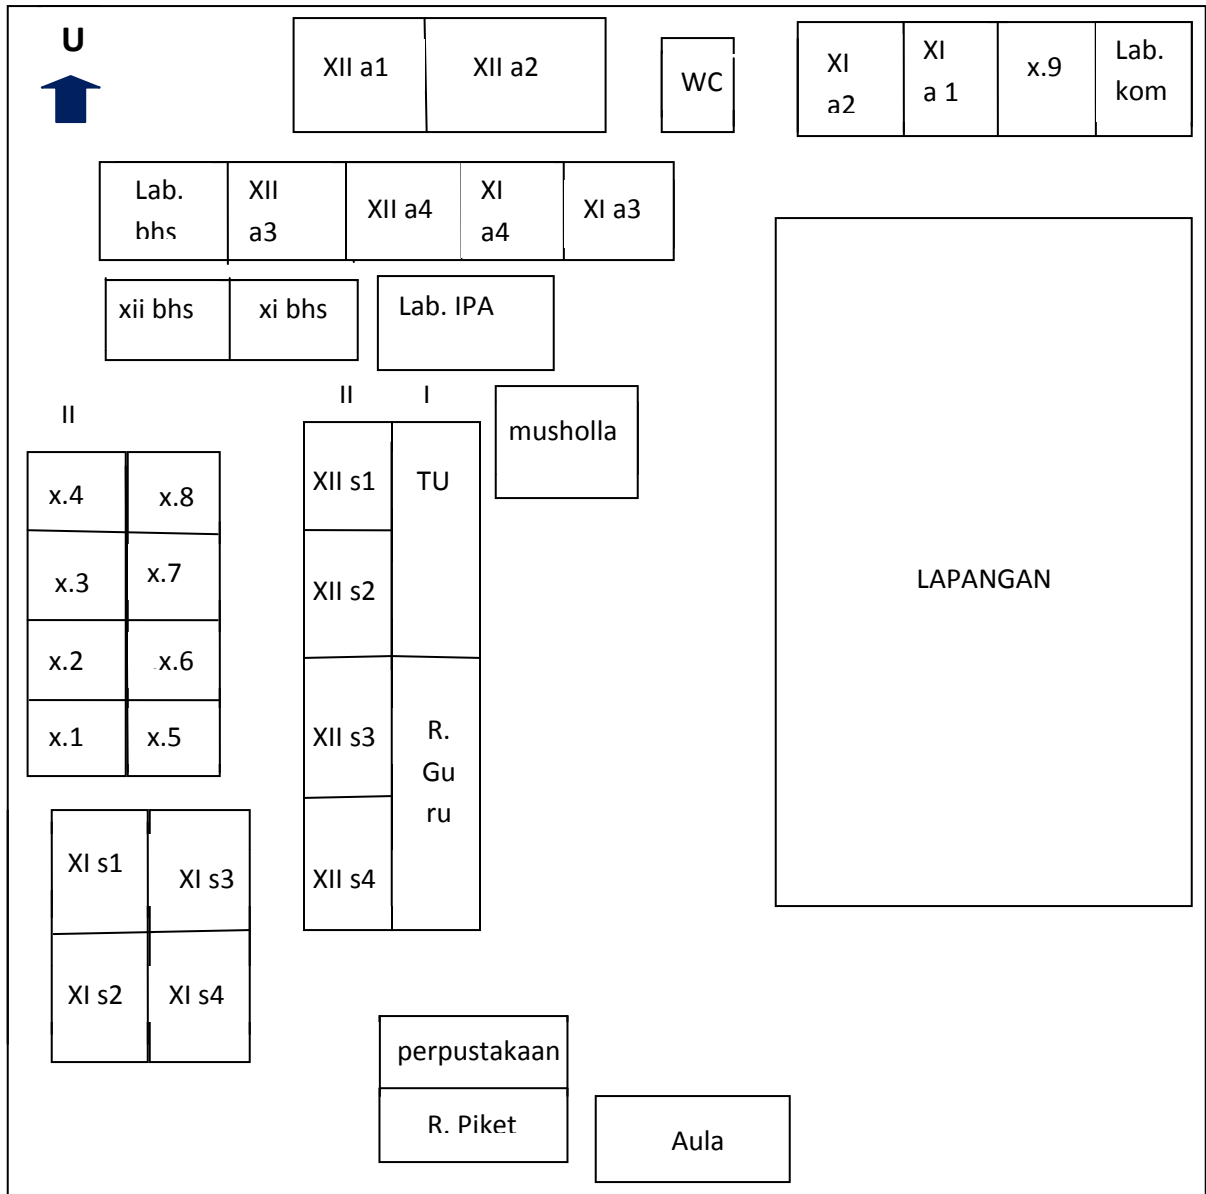 U
XII a1
XII a2
WC
XI
a2
XI
a 1
x.9
Lab.
kom
Lab.
bhs
XII
a3
XII a4
XI
a4
XI a3
xii bhs
xi bhs
Lab. IPA
II
II
I
musholla
x.4
x.8
x.3
x.7
x.2
x.6
x.1
x.5
XII s1
TU
XII s2
XII s3
R.
Gu
ru
XII s4
LAPANGAN
XI s1
XI s3
XI s2
XI s4
perpustakaan
R. Piket
Aula